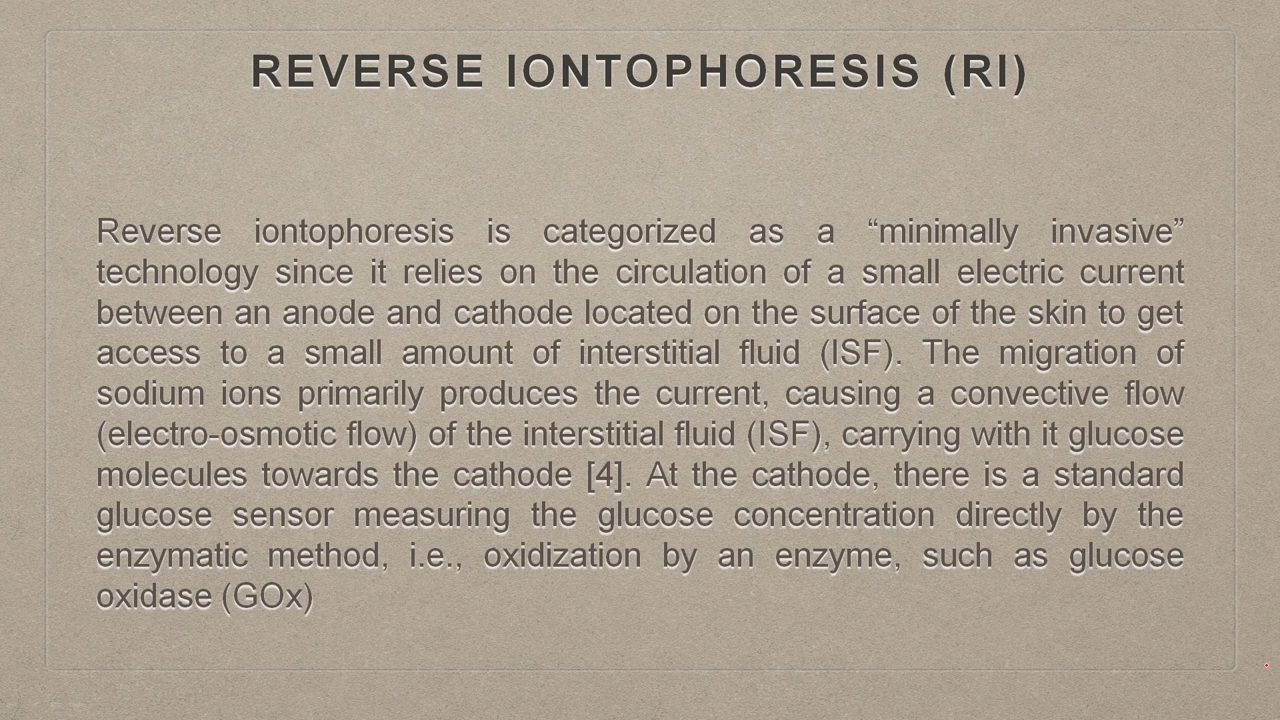 REVERSE IONTOPHORESIS (RI)
Reverse iontophoresis is categorized as a “minimally invasive”
technology since it relies on the circulation of a small electric current
between an anode and cathode located on the surface of the skin to get
access to a small amount of interstitial fluid (ISF). The migration of
sodium ions primarily produces the current, causing a convective flow
(electro-osmotic flow) of the interstitial fluid (ISF), carrying with it glucose
molecules towards the cathode [4]. At the cathode, there is a standard
glucose sensor measuring the glucose concentration directly by the
enzymatic method, i.e., oxidization by an enzyme, such as glucose
oxidase (GOx)